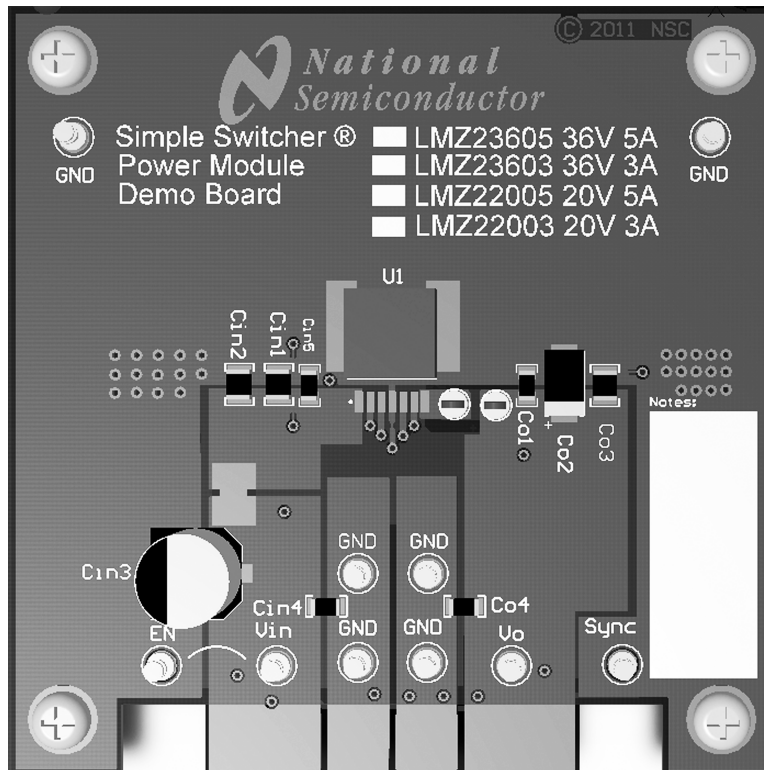 © 2011 NSC
National
Semiconductor
Simple Switcher ®
Power Module
Demo Board
LMZ23605 36V 5A
LMZ23603 36V 3A
LMZ22005 20V 5A
LMZ22003 20V 3A
GND
GND
U1
Cin2
Cin1
Cin5
Notes:
Co1
+
Co2
Co3
GND
GND
Cin3
Cin4
Co4
EN
Vin
GND
GND
Vo
Sync